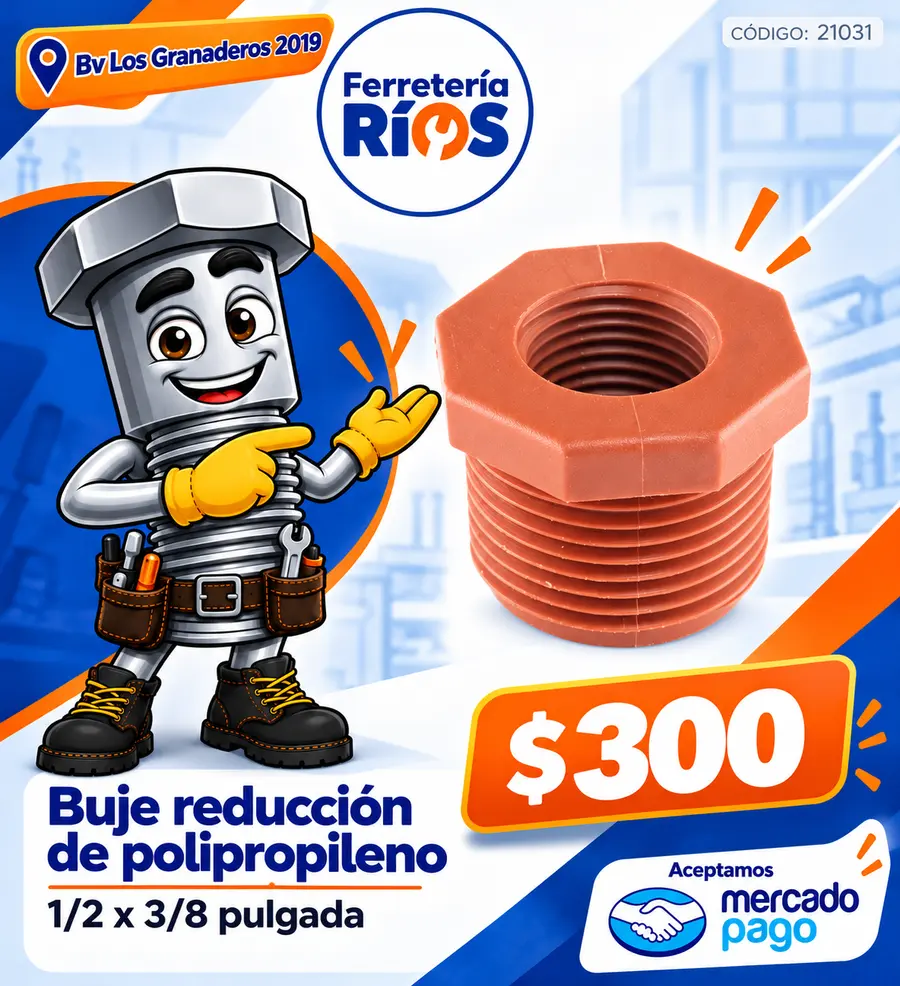 Bv Los Granaderos 2019
Ferretería
RÍOS
CÓDIGO: 21031
$300
Buje reducción
de polipropileno
1/2 x 3/8 pulgada
Aceptamos
mercado
pago